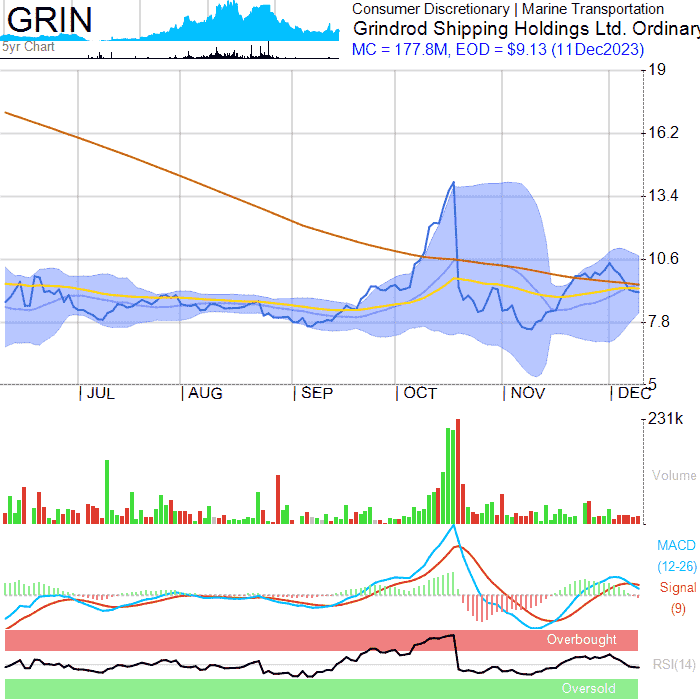 GRIN
5yr Chart
Consumer Discretionary | Marine Transportation
Grindrod Shipping Holdings Ltd. Ordinary
MC = 177.8M, EOD = $9.13 (11Dec2023)
19
16.2
13.4
10.6
7.8
5
JUL
AUG
SEP
OCT
NOV
DEC
231k
Volume
MACD
(12-26)
Signal
(9)
Overbought
RSI(14)
Oversold